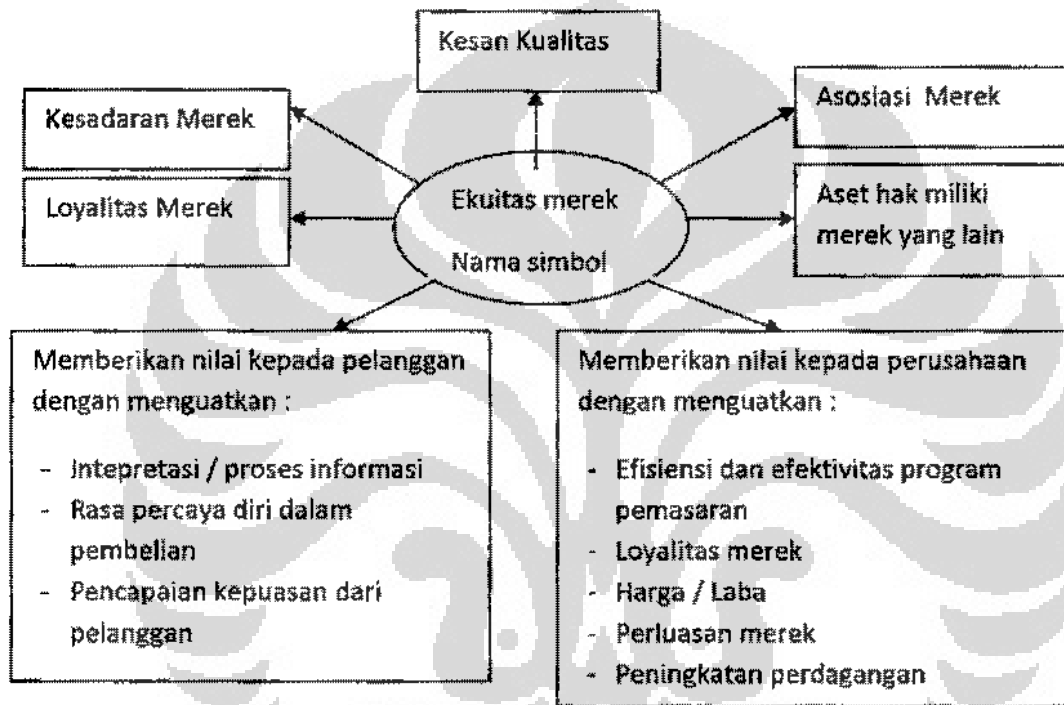 Kesan Kualitas
Kesadaran Merek
Asosiasi Merek
Loyalitas Merek
Ekuitas merek
Nama simbol
Aset hak miliki
merek yang lain
Memberikan nilai kepada pelanggan
dengan menguatkan :
- Intepretasi / proses informasi
- Rasa percaya diri dalam
pembelian
- Pencapaian kepuasan dari
pelanggan
Memberikan nilai kepada perusahaan
dengan menguatkan :
- Efisiensi dan efektivitas program
pemasaran
- Loyalitas merek
- Harga / Laba
- Perluasan merek
- Peningkatan perdagangan